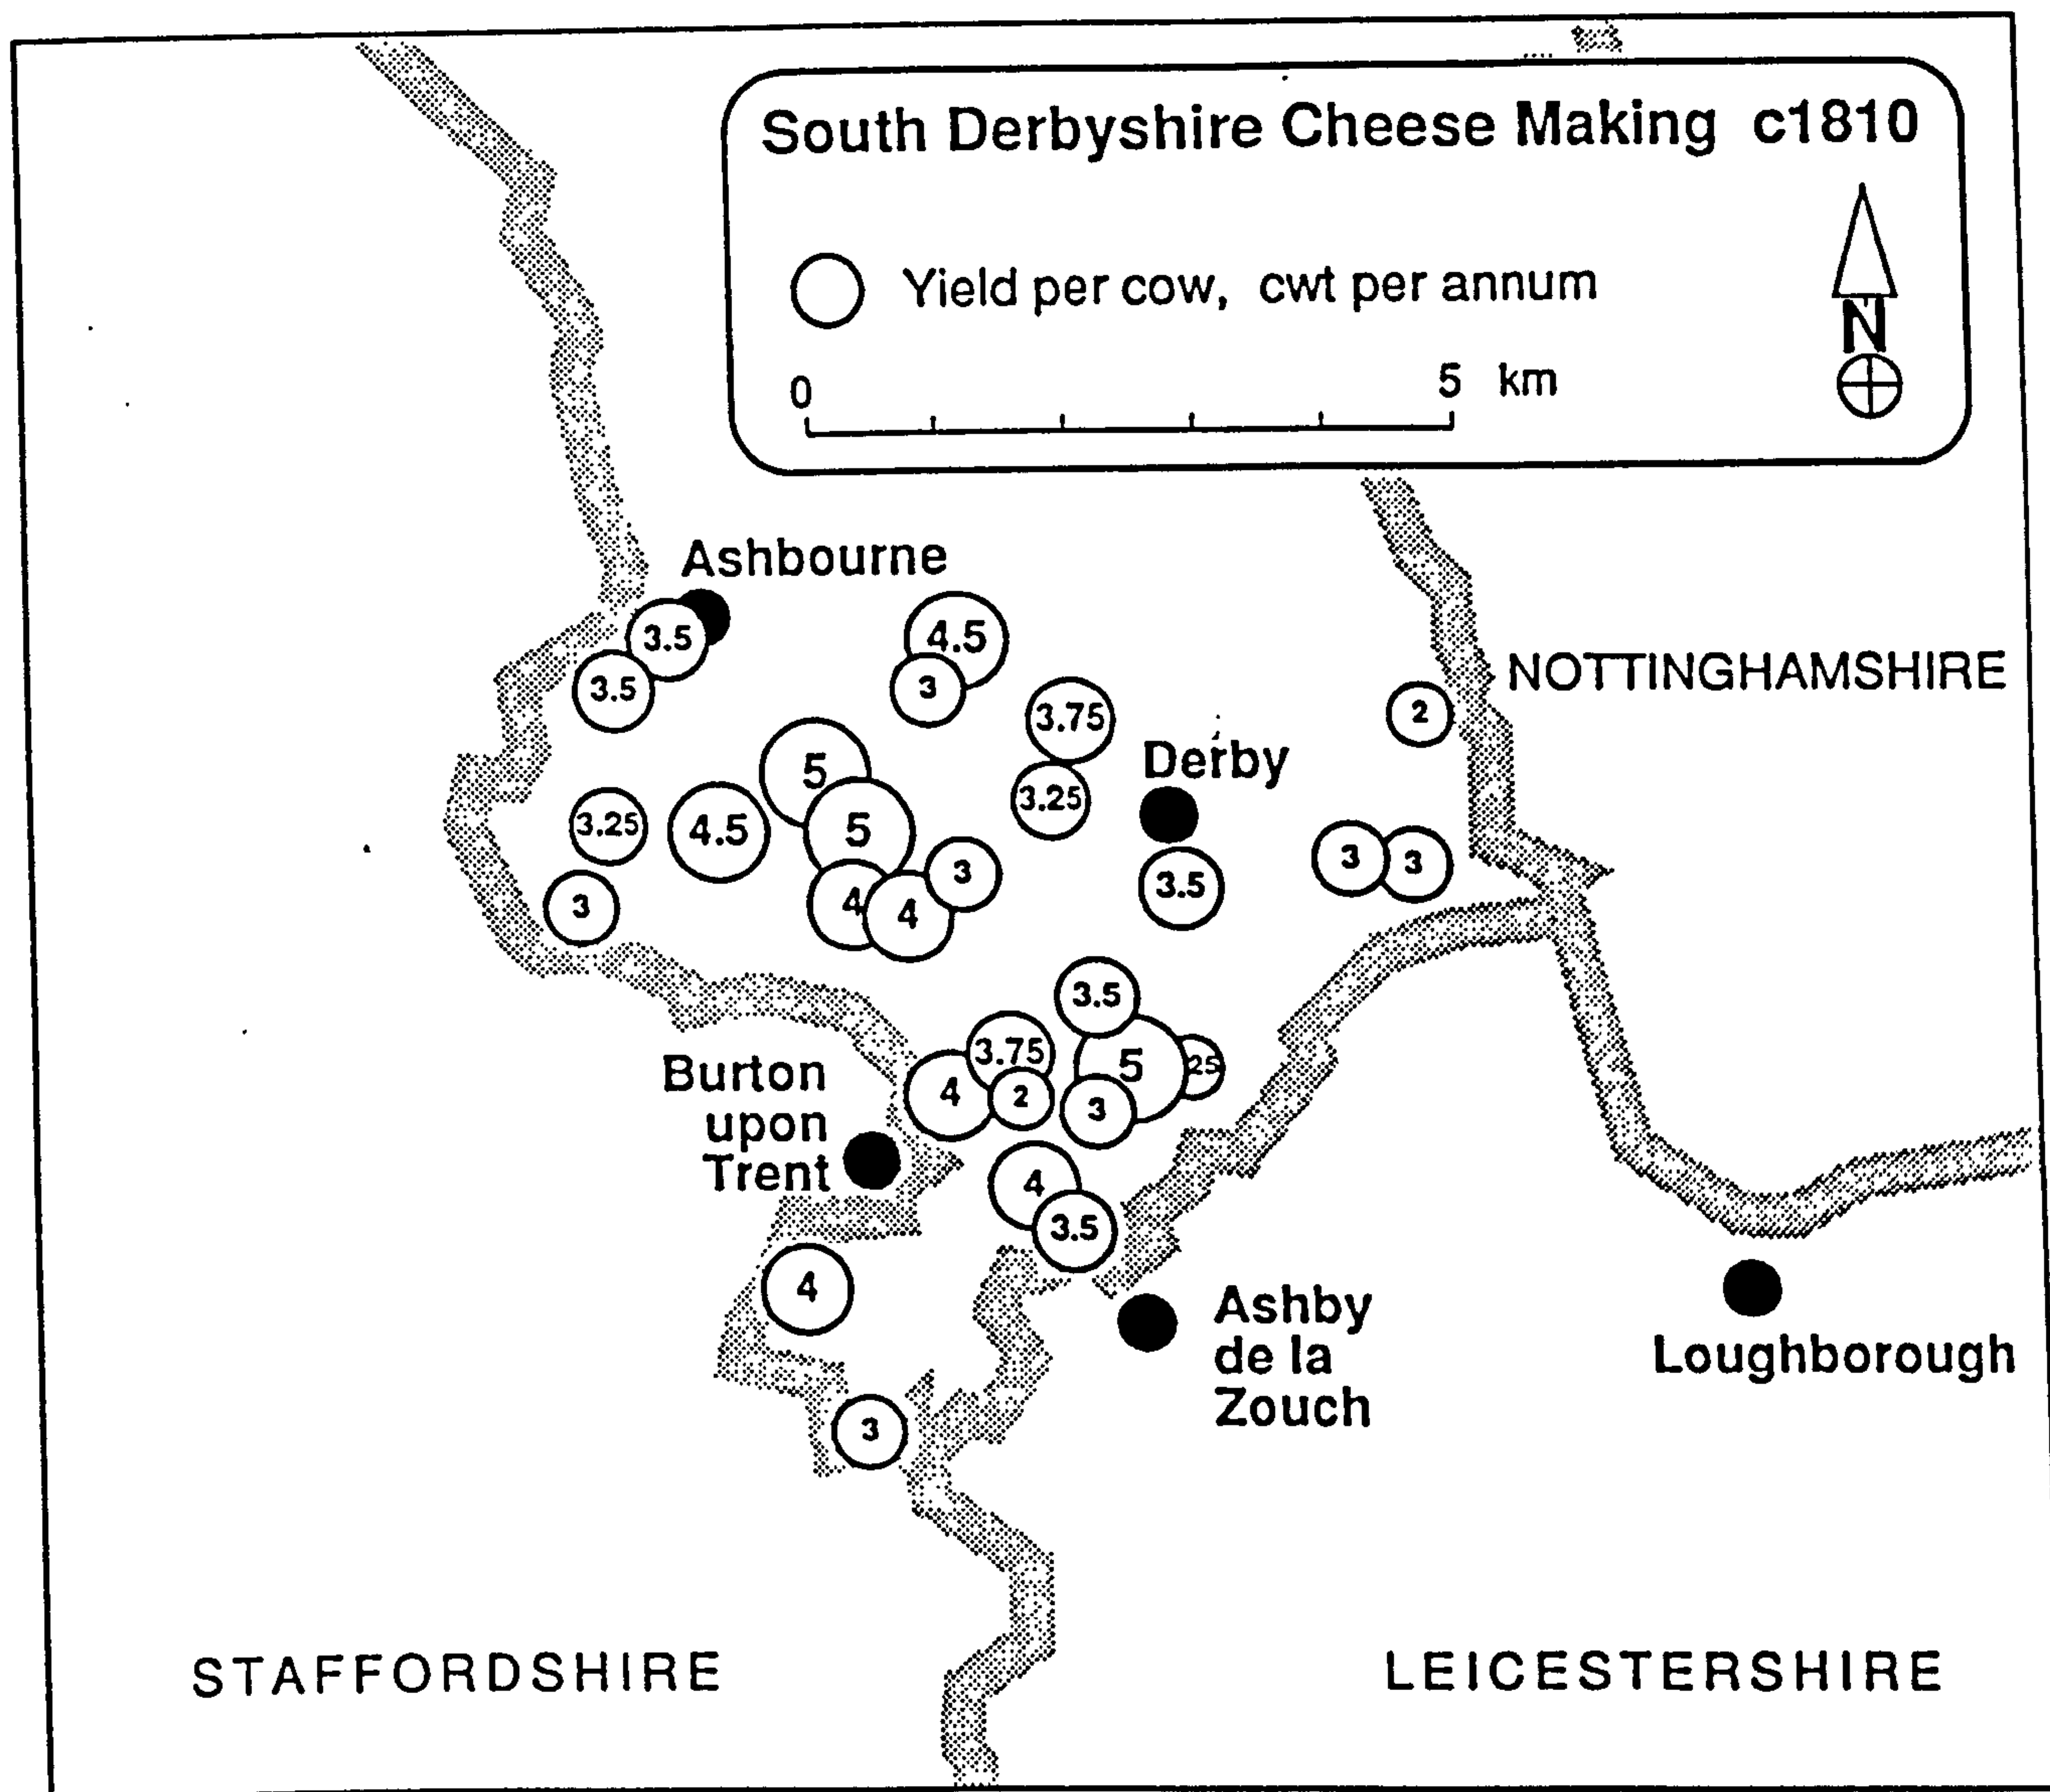 South Derbyshire Cheese Making c1810
Yield per cow, cwt per annum
0 5 km
N
Ashbourne
3.5
4.5
3.5
3
NOTTINGHAMSHIRE
3.75
2
Derby
5
3.25
3.25
4.5
5
3
3
3
3.5
3
4
4
3.5
3.75
5
25
Burton
upon
Trent
4
2
3
4
3.5
4
Ashby
de la
Zouch
Loughborough
3
STAFFORDSHIRE
LEICESTERSHIRE